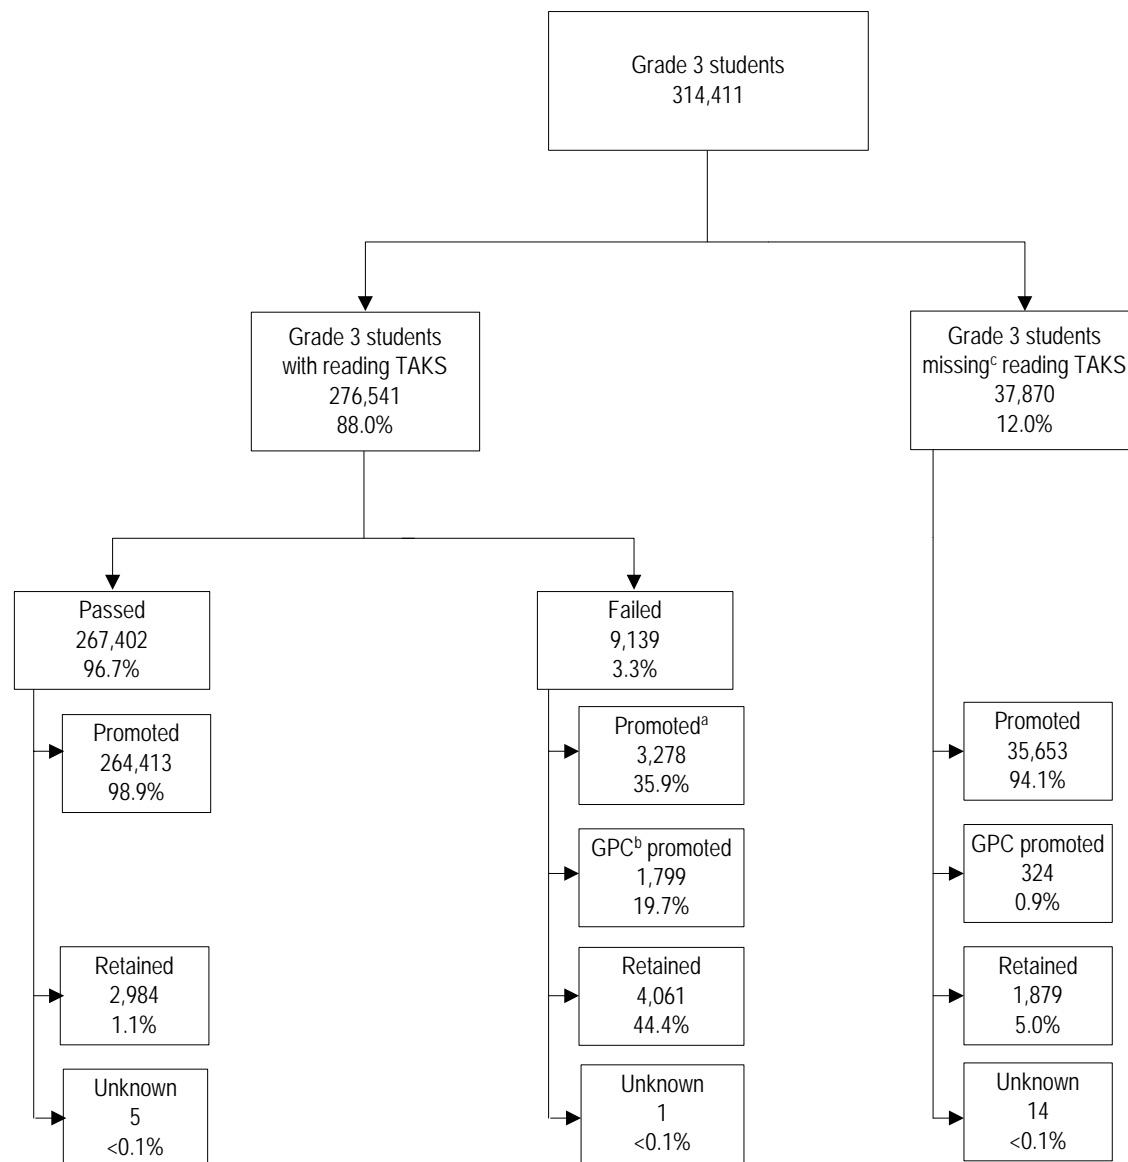 Grade 3 students
314,411
Grade 3 students
with reading TAKS
276,541
88.0%
Grade 3 students
missingᶜ reading TAKS
37,870
12.0%
Passed
267,402
96.7%
Failed
9,139
3.3%
Promoted
264,413
98.9%
Retained
2,984
1.1%
Unknown
5
<0.1%
Promotedᵃ
3,278
35.9%
GPCᵇ promoted
1,799
19.7%
Retained
4,061
44.4%
Unknown
1
<0.1%
Promoted
35,653
94.1%
GPC promoted
324
0.9%
Retained
1,879
5.0%
Unknown
14
<0.1%